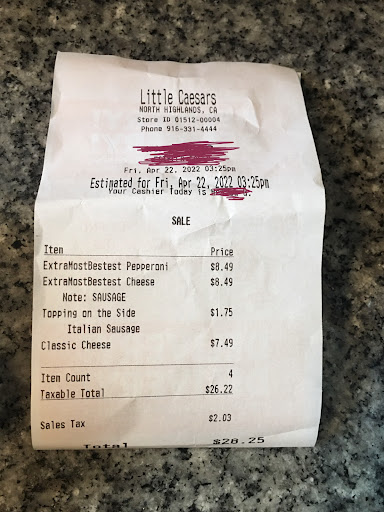 Little Caesars
NORTH HIGHLANDS, CA
Store ID 01512-00004
Phone 916-331-4444
Fri, Apr 22, 2022 03:25pm
Estimated for Fri, Apr 22, 2022 03:25pm
Your Cashier Today is
SALE
Item Price
ExtraMostBestest Pepperoni $8.49
ExtraMostBestest Cheese $8.49
Note: SAUSAGE
Topping on the Side $1.75
Italian Sausage
Classic Cheese $7.49
Item Count 4
Taxable Total $26.22
Sales Tax $2.03
Total $28.25